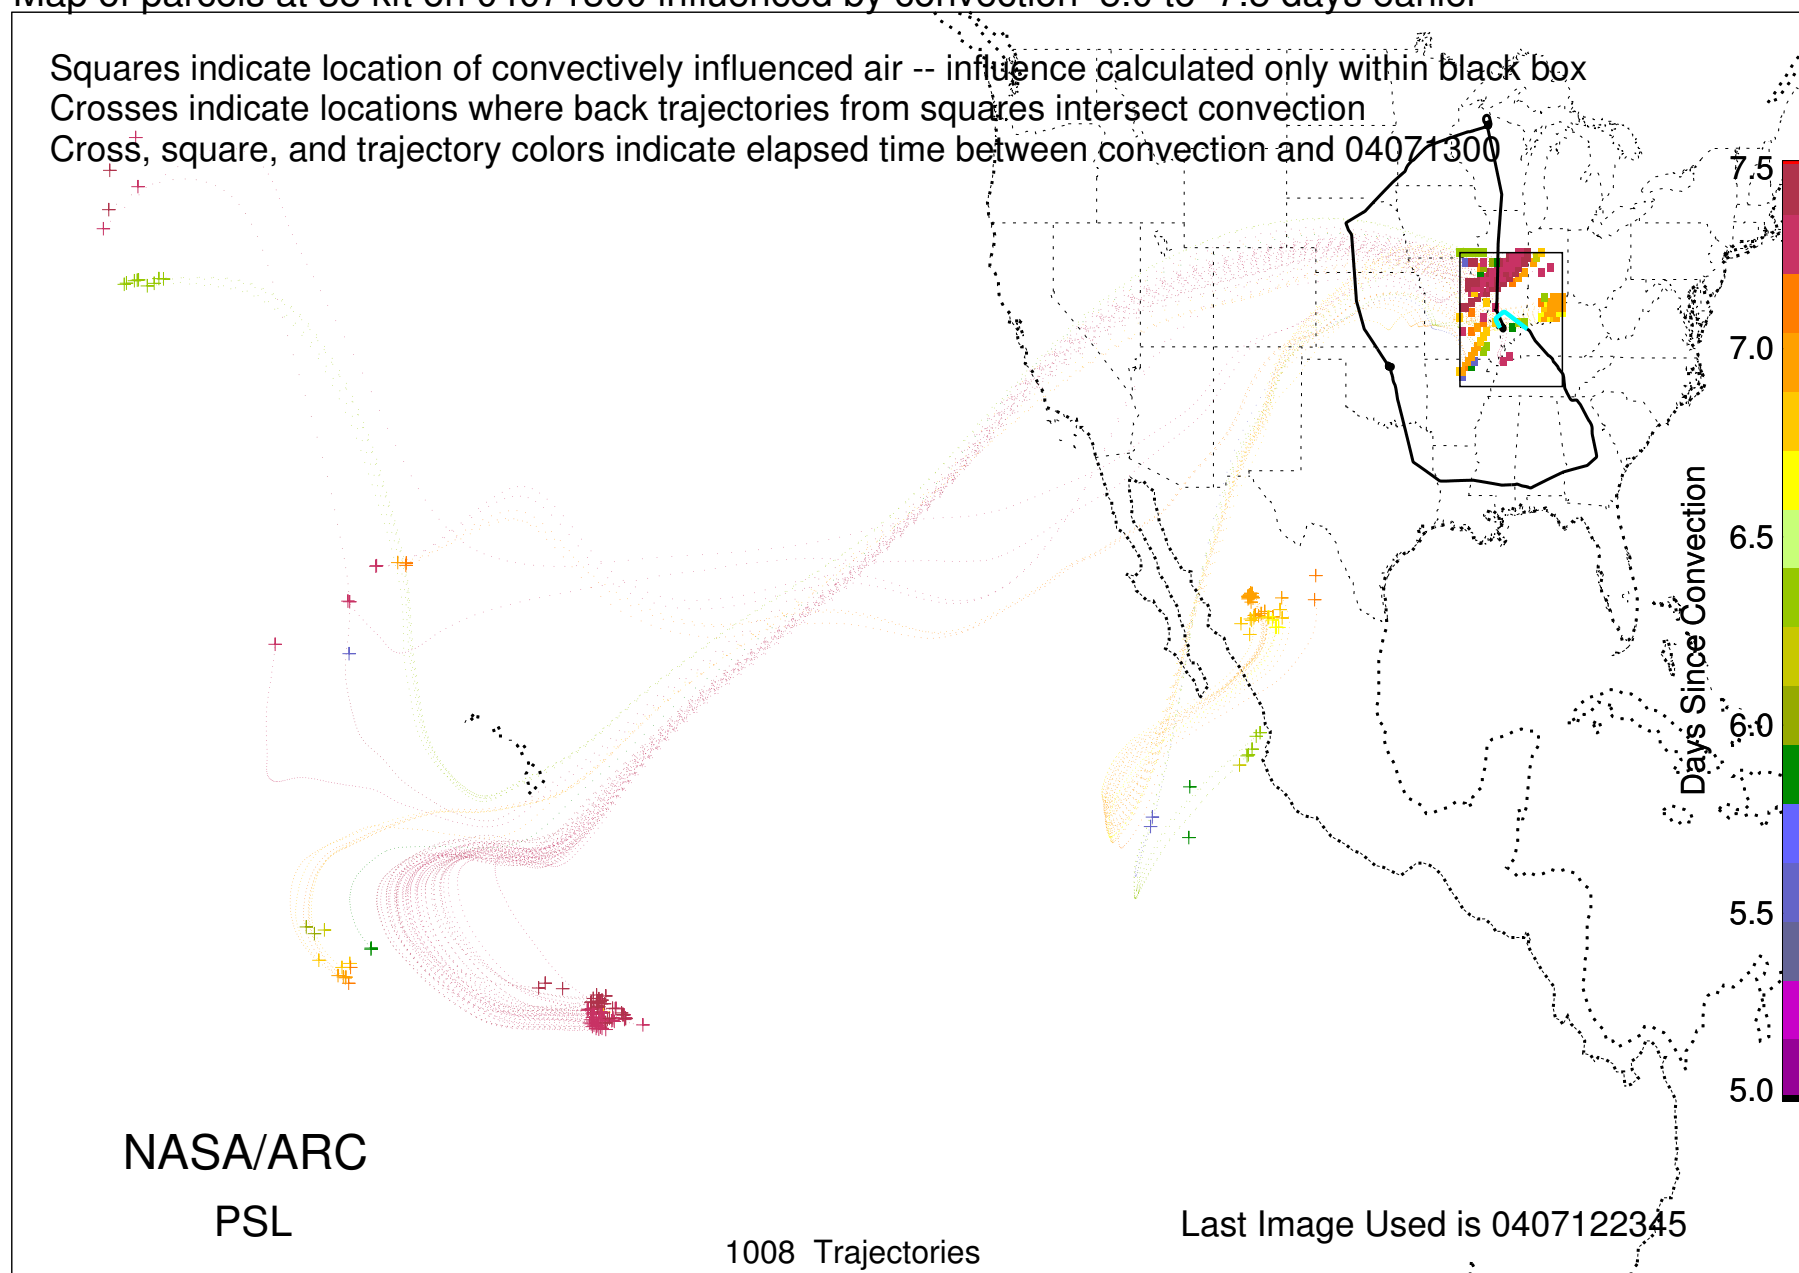 Squares indicate location of convectively influenced air -- influence calculated only within black box
Crosses indicate locations where back trajectories from squares intersect convection
Cross, square, and trajectory colors indicate elapsed time between convection and 04071300
7.5
7.0
6.5
6.0
5.5
5.0
Days Since Convection
NASA/ARC
PSL
Last Image Used is 0407122345
1008 Trajectories